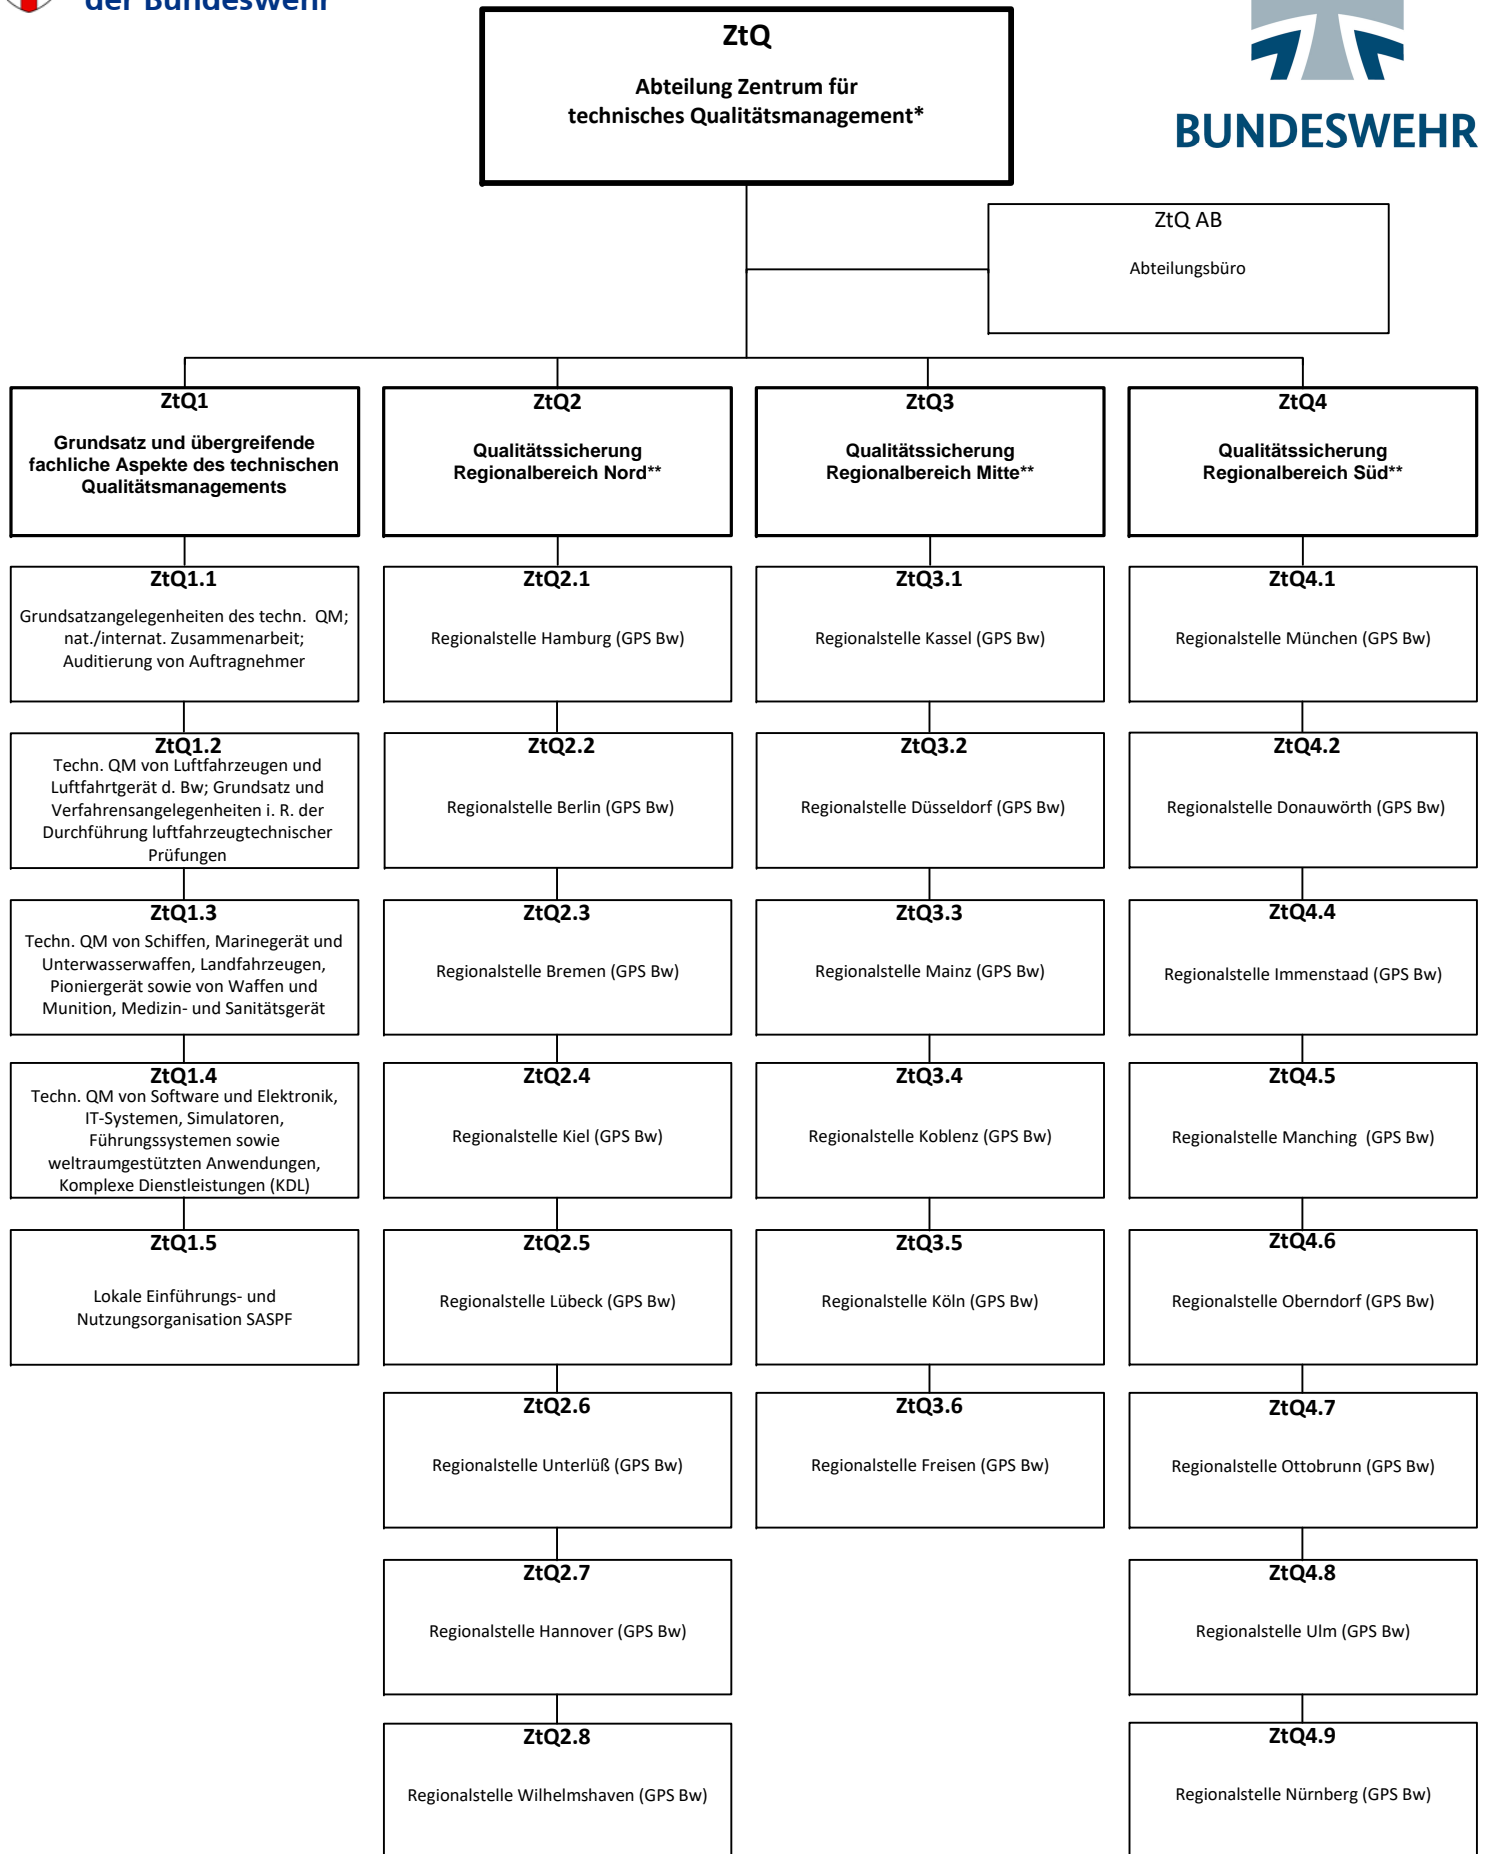 der Bundeswehr
ZtQ
Abteilung Zentrum für
technisches Qualitätsmanagement*
BUNDESWEHR
ZtQ AB
Abteilungsbüro
ZtQ1
Grundsatz und übergreifende
fachliche Aspekte des technischen
Qualitätsmanagements
ZtQ2
Qualitätssicherung
Regionalbereich Nord**
ZtQ3
Qualitätssicherung
Regionalbereich Mitte**
ZtQ4
Qualitätssicherung
Regionalbereich Süd**
ZtQ1.1
Grundsatzangelegenheiten des techn.  QM;
nat./internat. Zusammenarbeit;
Auditierung von Auftragnehmer
ZtQ2.1
Regionalstelle Hamburg (GPS Bw)
ZtQ3.1
Regionalstelle Kassel (GPS Bw)
ZtQ4.1
Regionalstelle München (GPS Bw)
ZtQ1.2
Techn. QM von Luftfahrzeugen und
Luftfahrtgerät d. Bw; Grundsatz und
Verfahrensangelegenheiten i. R. der
Durchführung luftfahrzeugtechnischer
Prüfungen
ZtQ2.2
Regionalstelle Berlin (GPS Bw)
ZtQ3.2
Regionalstelle Düsseldorf (GPS Bw)
ZtQ4.2
Regionalstelle Donauwörth (GPS Bw)
ZtQ1.3
Techn. QM von Schiffen, Marinegerät und
Unterwasserwaffen, Landfahrzeugen,
Pioniergerät sowie von Waffen und
Munition, Medizin- und Sanitätsgerät
ZtQ2.3
Regionalstelle Bremen (GPS Bw)
ZtQ3.3
Regionalstelle Mainz (GPS Bw)
ZtQ4.4
Regionalstelle Immenstaad (GPS Bw)
ZtQ1.4
Techn. QM von Software und Elektronik,
IT-Systemen, Simulatoren,
Führungssystemen sowie
weltraumgestützten Anwendungen,
Komplexe Dienstleistungen (KDL)
ZtQ2.4
Regionalstelle Kiel (GPS Bw)
ZtQ3.4
Regionalstelle Koblenz (GPS Bw)
ZtQ4.5
Regionalstelle Manching  (GPS Bw)
ZtQ1.5
Lokale Einführungs- und
Nutzungsorganisation SASPF
ZtQ2.5
Regionalstelle Lübeck (GPS Bw)
ZtQ3.5
Regionalstelle Köln (GPS Bw)
ZtQ4.6
Regionalstelle Oberndorf (GPS Bw)
ZtQ2.6
Regionalstelle Unterlüß (GPS Bw)
ZtQ3.6
Regionalstelle Freisen (GPS Bw)
ZtQ4.7
Regionalstelle Ottobrunn (GPS Bw)
ZtQ2.7
Regionalstelle Hannover (GPS Bw)
ZtQ4.8
Regionalstelle Ulm (GPS Bw)
ZtQ2.8
Regionalstelle Wilhelmshaven (GPS Bw)
ZtQ4.9
Regionalstelle Nürnberg (GPS Bw)